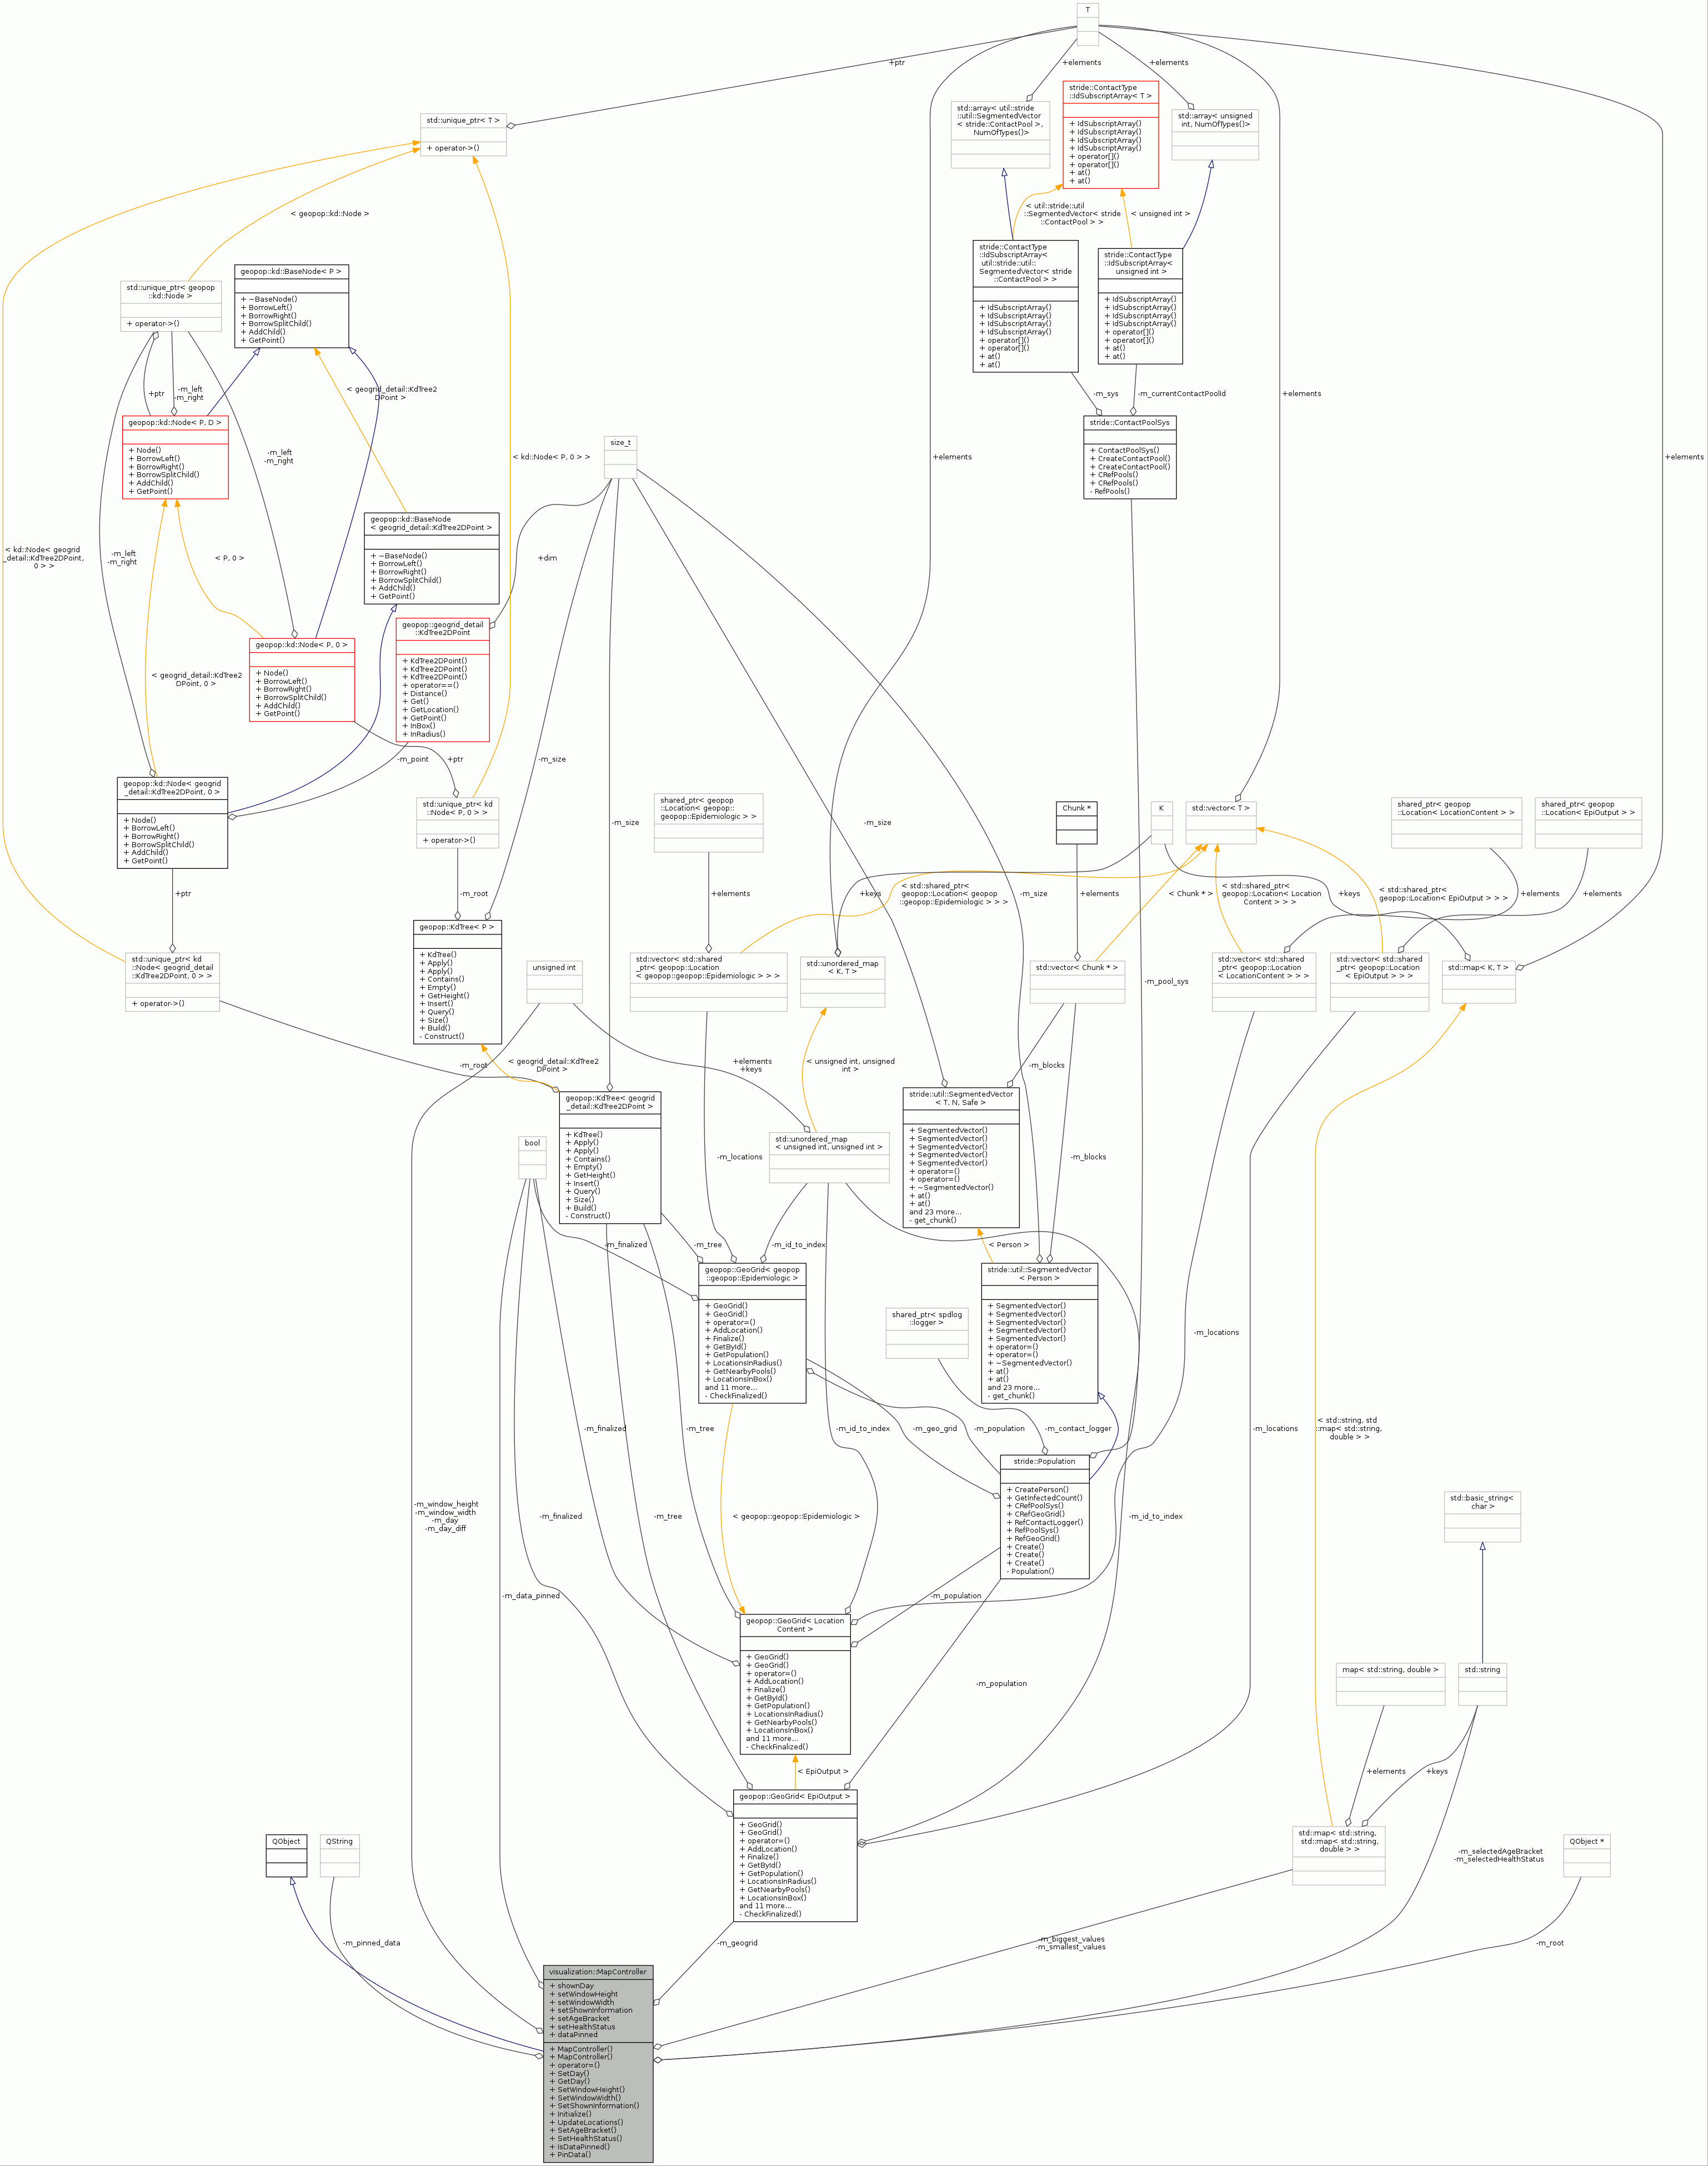 T
+ptr
+elements
+elements
stride::ContactType
::IdSubscriptArray< T >
+ IdSubscriptArray()
+ IdSubscriptArray()
+ IdSubscriptArray()
+ IdSubscriptArray()
+ operator[]()
+ operator[]()
+ at()
+ at()
std::array< util::stride
::util::SegmentedVector
< stride::ContactPool >,
NumOfTypes()>
std::array< unsigned
int, NumOfTypes()>
std::unique_ptr< T >
+ operator->()
< geopop::kd::Node >
< util::stride::util
::SegmentedVector< stride
::ContactPool > >
< unsigned int >
stride::ContactType
::IdSubscriptArray<
util::stride::util::
SegmentedVector< stride
::ContactPool > >
+ IdSubscriptArray()
+ IdSubscriptArray()
+ IdSubscriptArray()
+ IdSubscriptArray()
+ operator[]()
+ operator[]()
+ at()
+ at()
stride::ContactType
::IdSubscriptArray<
unsigned int >
+ IdSubscriptArray()
+ IdSubscriptArray()
+ IdSubscriptArray()
+ IdSubscriptArray()
+ operator[]()
+ operator[]()
+ at()
+ at()
geopop::kd::BaseNode< P >
+ ~BaseNode()
+ BorrowLeft()
+ BorrowRight()
+ BorrowSplitChild()
+ AddChild()
+ GetPoint()
std::unique_ptr< geopop
::kd::Node >
+ operator->()
+ptr
-m_left
-m_right
< geogrid_detail::KdTree2
DPoint >
-m_sys
-m_currentContactPoolId
+elements
geopop::kd::Node< P, D >
+ Node()
+ BorrowLeft()
+ BorrowRight()
+ BorrowSplitChild()
+ AddChild()
+ GetPoint()
-m_left
-m_right
size_t
< kd::Node< P, 0 > >
+elements
stride::ContactPoolSys
+ ContactPoolSys()
+ CreateContactPool()
+ CreateContactPool()
+ CRefPools()
+ CRefPools()
- RefPools()
+elements
< kd::Node< geogrid
_detail::KdTree2DPoint,
0 > >
-m_left
-m_right
< P, 0 >
geopop::kd::BaseNode
< geogrid_detail::KdTree2DPoint >
+ ~BaseNode()
+ BorrowLeft()
+ BorrowRight()
+ BorrowSplitChild()
+ AddChild()
+ GetPoint()
+dim
geopop::kd::Node< P, 0 >
+ Node()
+ BorrowLeft()
+ BorrowRight()
+ BorrowSplitChild()
+ AddChild()
+ GetPoint()
geopop::geogrid_detail
::KdTree2DPoint
+ KdTree2DPoint()
+ KdTree2DPoint()
+ KdTree2DPoint()
+ operator==()
+ Distance()
+ Get()
+ GetLocation()
+ GetPoint()
+ InBox()
+ InRadius()
< geogrid_detail::KdTree2
DPoint, 0 >
-m_point
+ptr
-m_size
geopop::kd::Node< geogrid
_detail::KdTree2DPoint, 0 >
+ Node()
+ BorrowLeft()
+ BorrowRight()
+ BorrowSplitChild()
+ AddChild()
+ GetPoint()
std::unique_ptr< kd
::Node< P, 0 > >
+ operator->()
-m_size
shared_ptr< geopop
::Location< geopop::
geopop::Epidemiologic > >
-m_size
Chunk *
K
std::vector< T >
shared_ptr< geopop
::Location< LocationContent > >
shared_ptr< geopop
::Location< EpiOutput > >
+ptr
-m_root
+elements
+keys
< std::shared_ptr<
geopop::Location< geopop
::geopop::Epidemiologic > > >
-m_size
+elements
< Chunk * >
< std::shared_ptr<
geopop::Location< Location
Content > > >
+keys
< std::shared_ptr<
geopop::Location< EpiOutput > > >
+elements
+elements
geopop::KdTree< P >
+ KdTree()
+ Apply()
+ Apply()
+ Contains()
+ Empty()
+ GetHeight()
+ Insert()
+ Query()
+ Size()
+ Build()
- Construct()
std::unique_ptr< kd
::Node< geogrid_detail
::KdTree2DPoint, 0 > >
+ operator->()
unsigned int
std::vector< std::shared
_ptr< geopop::Location
< geopop::geopop::Epidemiologic > > >
std::unordered_map
< K, T >
std::vector< Chunk * >
-m_pool_sys
std::vector< std::shared
_ptr< geopop::Location
< LocationContent > > >
std::vector< std::shared
_ptr< geopop::Location
< EpiOutput > > >
std::map< K, T >
-m_root
< geogrid_detail::KdTree2
DPoint >
+elements
+keys
< unsigned int, unsigned
int >
-m_blocks
geopop::KdTree< geogrid
_detail::KdTree2DPoint >
+ KdTree()
+ Apply()
+ Apply()
+ Contains()
+ Empty()
+ GetHeight()
+ Insert()
+ Query()
+ Size()
+ Build()
- Construct()
stride::util::SegmentedVector
< T, N, Safe >
+ SegmentedVector()
+ SegmentedVector()
+ SegmentedVector()
+ SegmentedVector()
+ SegmentedVector()
+ operator=()
+ operator=()
+ ~SegmentedVector()
+ at()
+ at()
and 23 more...
- get_chunk()
bool
-m_locations
std::unordered_map
< unsigned int, unsigned int >
-m_blocks
-m_finalized
-m_tree
-m_id_to_index
< Person >
geopop::GeoGrid< geopop
::geopop::Epidemiologic >
+ GeoGrid()
+ GeoGrid()
+ operator=()
+ AddLocation()
+ Finalize()
+ GetById()
+ GetPopulation()
+ LocationsInRadius()
+ GetNearbyPools()
+ LocationsInBox()
and 11 more...
- CheckFinalized()
shared_ptr< spdlog
::logger >
stride::util::SegmentedVector
< Person >
+ SegmentedVector()
+ SegmentedVector()
+ SegmentedVector()
+ SegmentedVector()
+ SegmentedVector()
+ operator=()
+ operator=()
+ ~SegmentedVector()
+ at()
+ at()
and 23 more...
- get_chunk()
-m_locations
-m_finalized
-m_tree
-m_id_to_index
-m_geo_grid
-m_population
-m_contact_logger
-m_locations
< std::string, std
::map< std::string,
double > >
stride::Population
+ CreatePerson()
+ GetInfectedCount()
+ CRefPoolSys()
+ CRefGeoGrid()
+ RefContactLogger()
+ RefPoolSys()
+ RefGeoGrid()
+ Create()
+ Create()
+ Create()
- Population()
std::basic_string<
char >
-m_window_height
-m_window_width
-m_day
-m_day_diff
-m_finalized
-m_tree
< geopop::geopop::Epidemiologic >
-m_id_to_index
-m_data_pinned
-m_population
geopop::GeoGrid< Location
Content >
+ GeoGrid()
+ GeoGrid()
+ operator=()
+ AddLocation()
+ Finalize()
+ GetById()
+ GetPopulation()
+ LocationsInRadius()
+ GetNearbyPools()
+ LocationsInBox()
and 11 more...
- CheckFinalized()
-m_population
map< std::string, double >
std::string
< EpiOutput >
+elements
+keys
geopop::GeoGrid< EpiOutput >
+ GeoGrid()
+ GeoGrid()
+ operator=()
+ AddLocation()
+ Finalize()
+ GetById()
+ GetPopulation()
+ LocationsInRadius()
+ GetNearbyPools()
+ LocationsInBox()
and 11 more...
- CheckFinalized()
QObject
QString
std::map< std::string,
std::map< std::string,
double > >
-m_selectedAgeBracket
-m_selectedHealthStatus
QObject *
-m_pinned_data
-m_geogrid
-m_biggest_values
-m_smallest_values
-m_root
visualization::MapController
+ shownDay
+ setWindowHeight
+ setWindowWidth
+ setShownInformation
+ setAgeBracket
+ setHealthStatus
+ dataPinned
+ MapController()
+ MapController()
+ operator=()
+ SetDay()
+ GetDay()
+ SetWindowHeight()
+ SetWindowWidth()
+ SetShownInformation()
+ Initialize()
+ UpdateLocations()
+ SetAgeBracket()
+ SetHealthStatus()
+ IsDataPinned()
+ PinData()